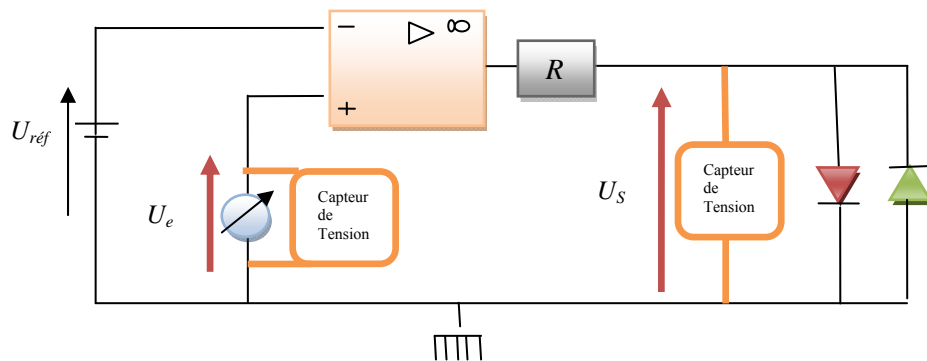 − ▷ ∞
R
+
U_réf
U_e
Capteur
de
Tension
U_S
Capteur
de
Tension